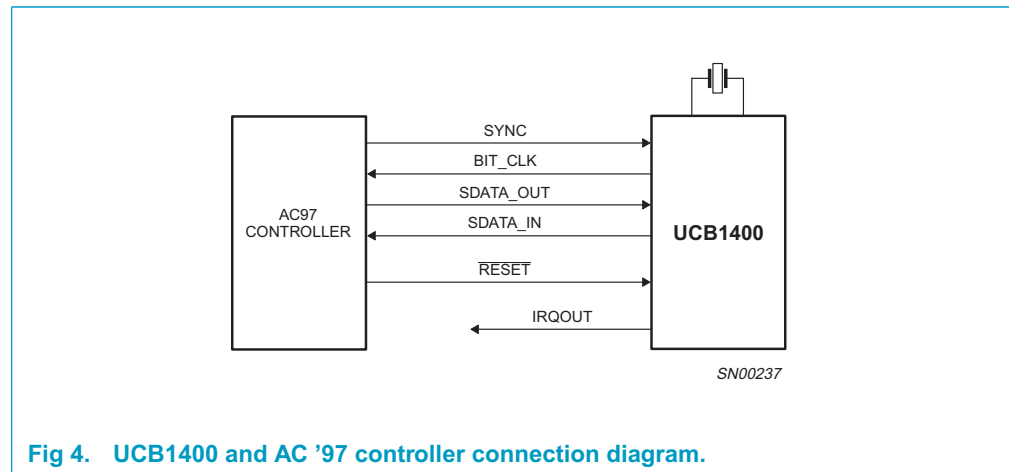 SYNC
BIT_CLK
SDATA_OUT
AC97
CONTROLLER
SDATA_IN
UCB1400
RESET
IRQOUT
SN00237
Fig 4. UCB1400 and AC ’97 controller connection diagram.